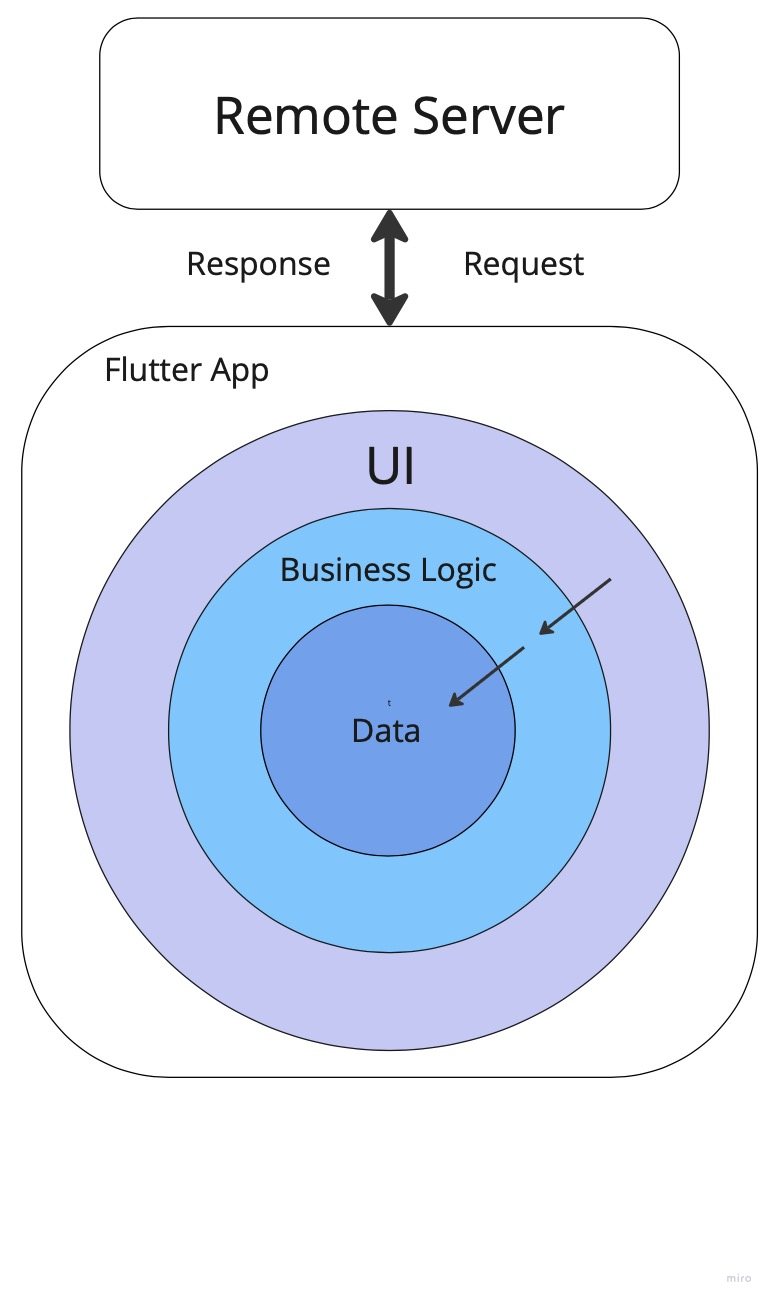 Remote Server
Response
Request
Flutter App
UI
Business Logic
t
Data
miro